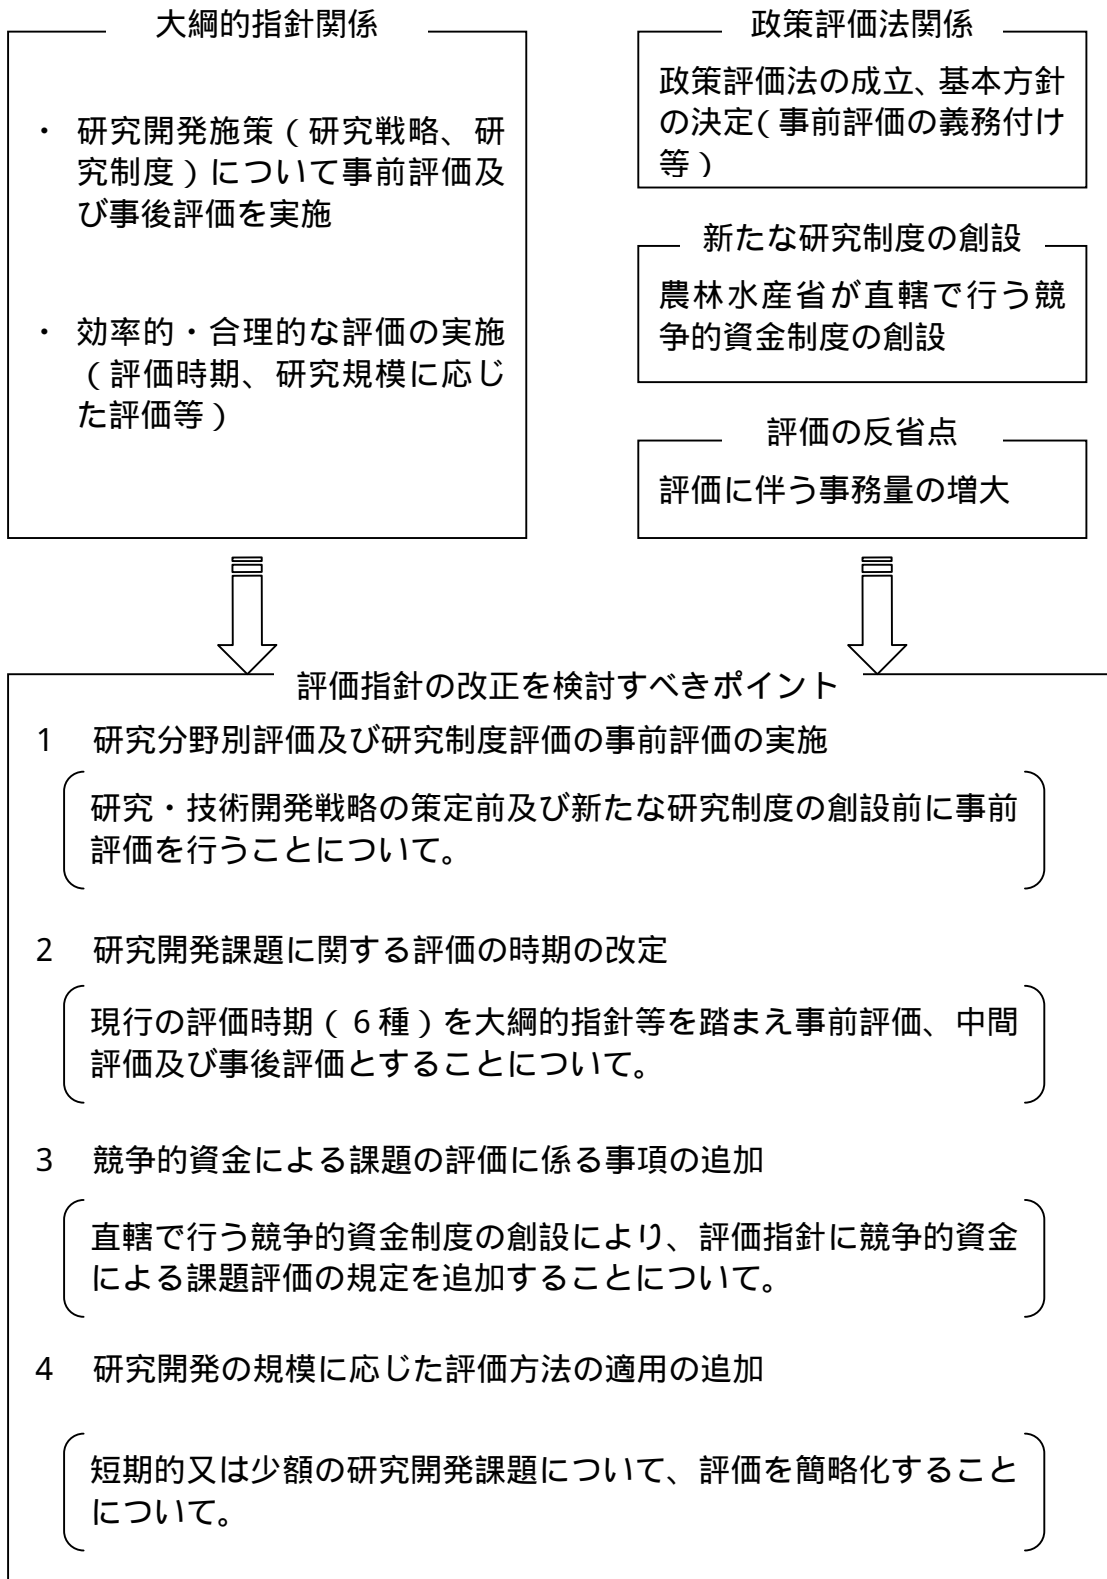 大綱的指針関係
・ 研究開発施策（研究戦略、研
究制度）について事前評価及
び事後評価を実施
・ 効率的・合理的な評価の実施
（評価時期、研究規模に応じ
た評価等）
政策評価法関係
政策評価法の成立、基本方針
の決定（事前評価の義務付け
等）
新たな研究制度の創設
農林水産省が直轄で行う競
争的資金制度の創設
評価の反省点
評価に伴う事務量の増大
評価指針の改正を検討すべきポイント
1 研究分野別評価及び研究制度評価の事前評価の実施
研究・技術開発戦略の策定前及び新たな研究制度の創設前に事前
評価を行うことについて。
2 研究開発課題に関する評価の時期の改定
現行の評価時期（６種）を大綱的指針等を踏まえ事前評価、中間
評価及び事後評価とすることについて。
3 競争的資金による課題の評価に係る事項の追加
直轄で行う競争的資金制度の創設により、評価指針に競争的資金
による課題評価の規定を追加することについて。
4 研究開発の規模に応じた評価方法の適用の追加
短期的又は少額の研究開発課題について、評価を簡略化すること
について。